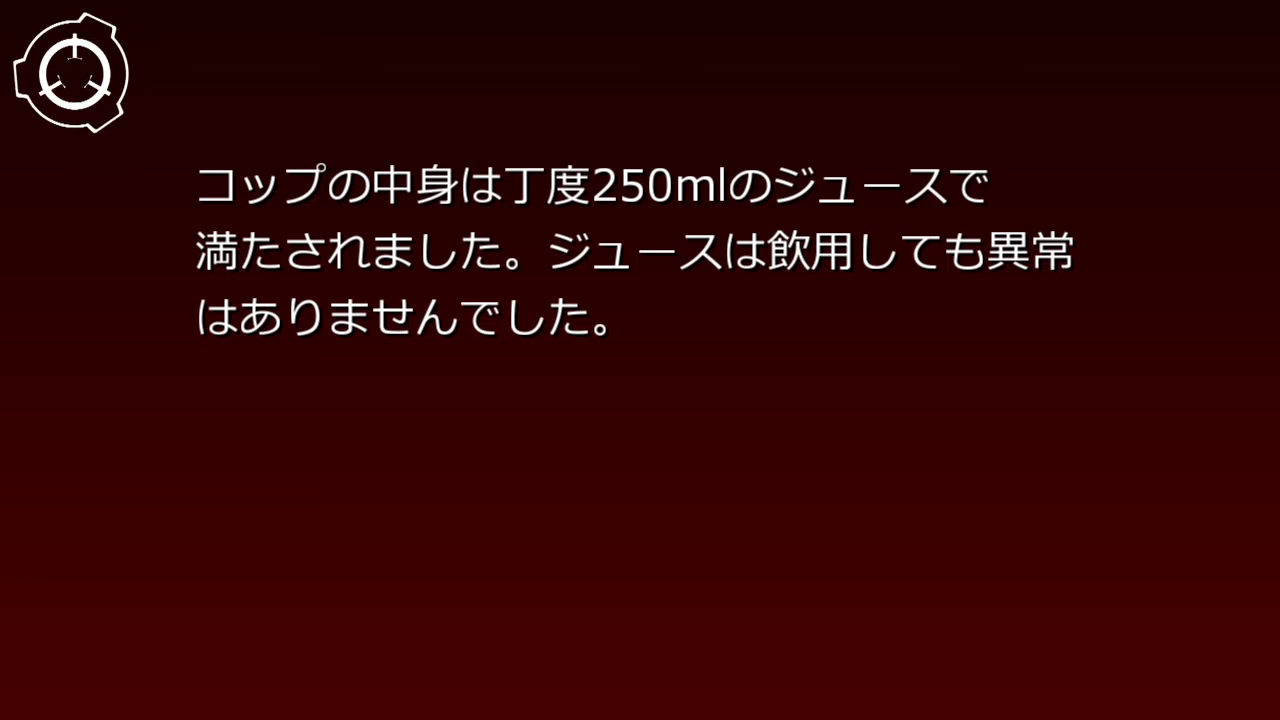 コップの中身は丁度250mlのジュースで
満たされました。ジュースは飲用しても異常
はありませんでした。